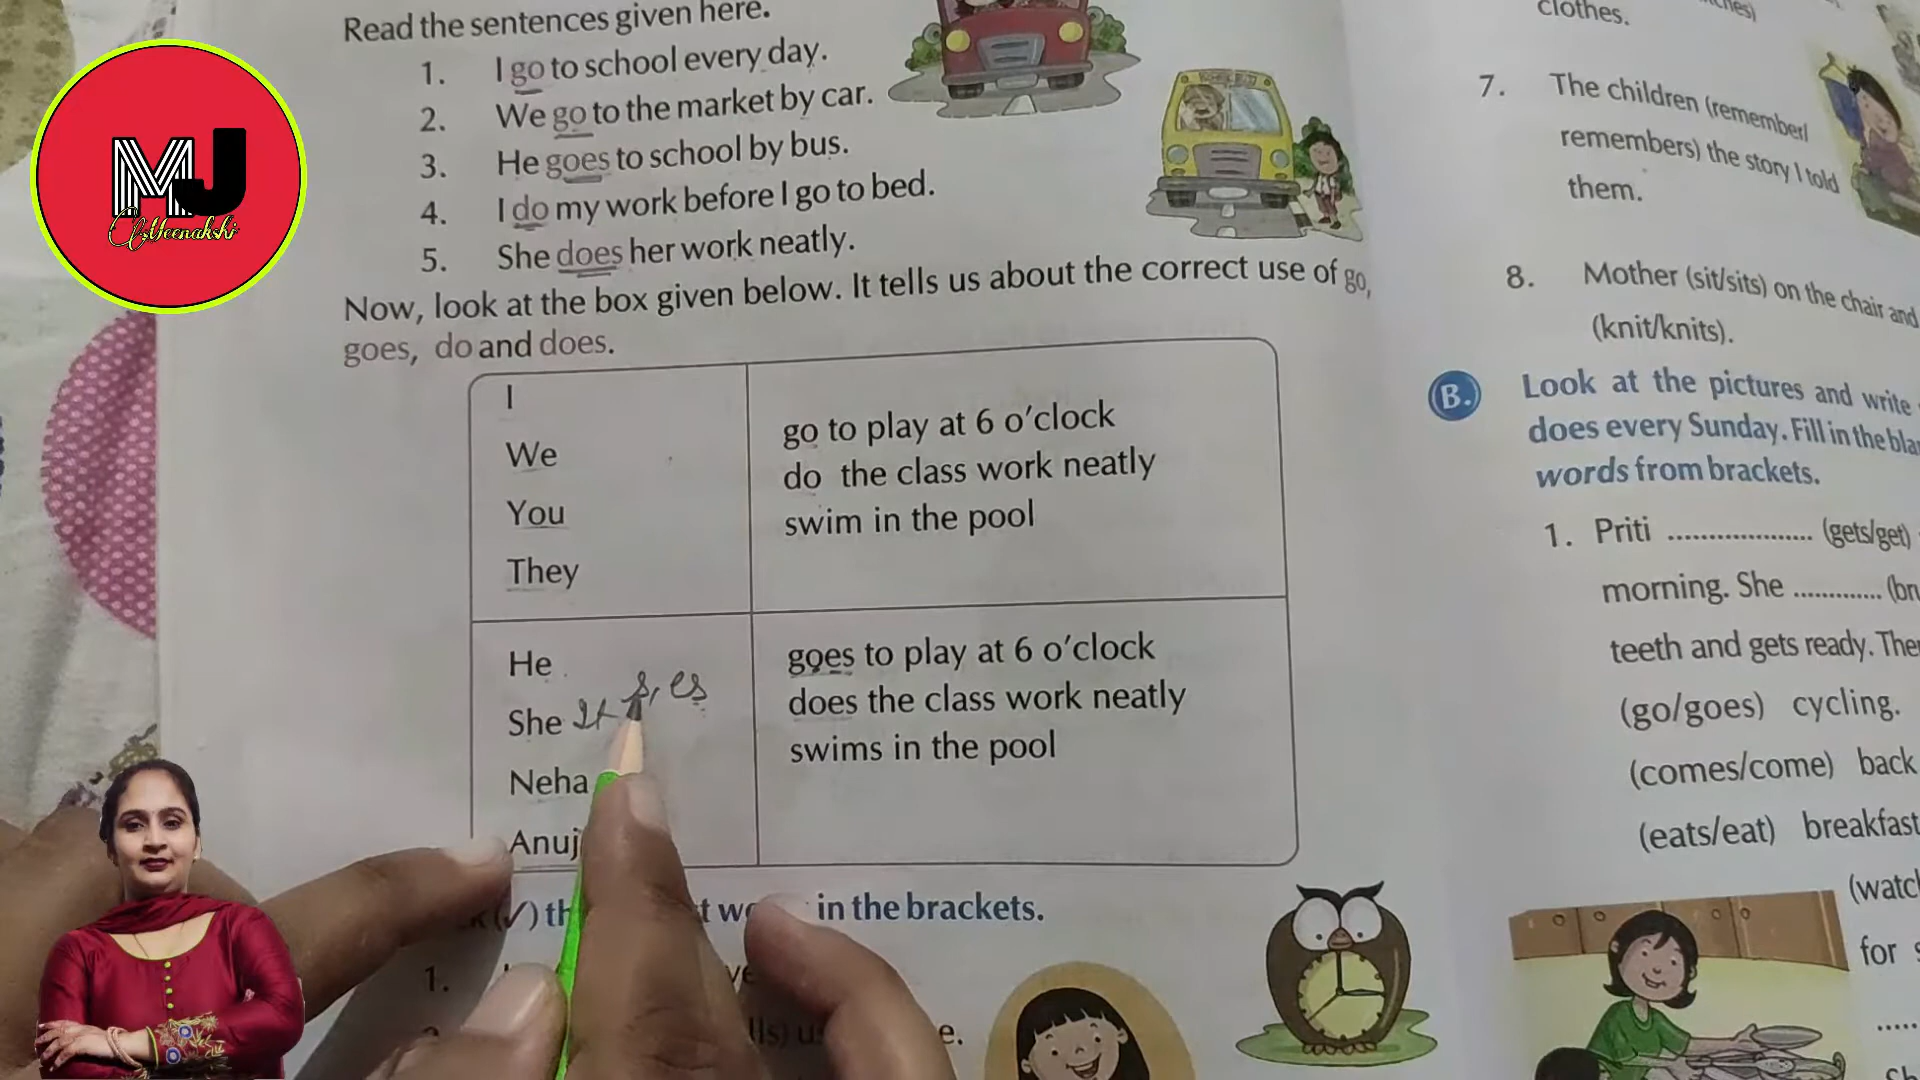 MJ
Meenakshi
Read the sentences given here.
1. I go to school every day.
2. We go to the market by car.
3. He goes to school by bus.
4. I do my work before I go to bed.
5. She does her work neatly.
Now, look at the box given below. It tells us about the correct use of go,
goes, do and does.
I
We
You
They
go to play at 6 o'clock
do the class work neatly
swim in the pool
He
She It s, es
Neha
Anuj
goes to play at 6 o'clock
does the class work neatly
swims in the pool
(✓) in the brackets.
1.
e.
clothes.
7. The children (remember/
remembers) the story I told
them.
8. Mother (sit/sits) on the chair and
(knit/knits).
B. Look at the pictures and write
does every Sunday. Fill in the
words from brackets.
1. Priti .................... (gets/get)
morning. She .............
teeth and gets ready.
(go/goes) cycling.
(comes/come) back
(eats/eat) breakfast
for